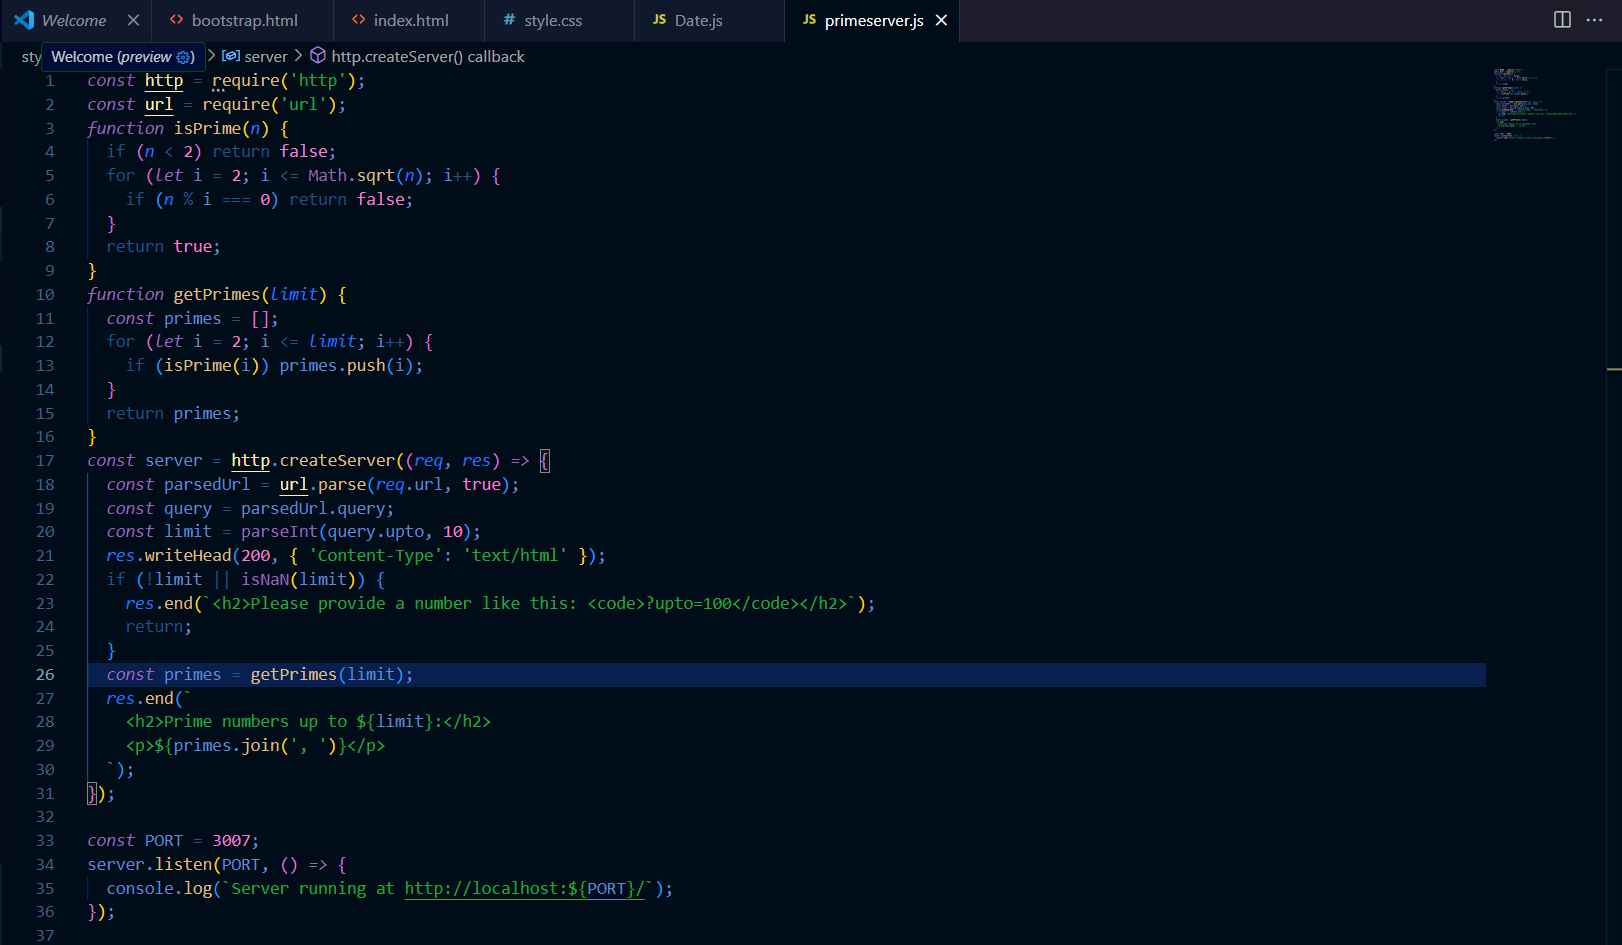 Welcome bootstrap.html index.html style.css Date.js primeserver.js
sty Welcome (preview) server http.createServer() callback
1 const http = require('http');
2 const url = require('url');
3 function isPrime(n) {
4 if (n < 2) return false;
5 for (let i = 2; i <= Math.sqrt(n); i++) {
6 if (n % i === 0) return false;
7 }
8 return true;
9 }
10 function getPrimes(limit) {
11 const primes = [];
12 for (let i = 2; i <= limit; i++) {
13 if (isPrime(i)) primes.push(i);
14 }
15 return primes;
16 }
17 const server = http.createServer((req, res) => {
18 const parsedUrl = url.parse(req.url, true);
19 const query = parsedUrl.query;
20 const limit = parseInt(query.upto, 10);
21 res.writeHead(200, { 'Content-Type': 'text/html' });
22 if (!limit || isNaN(limit)) {
23 res.end(`<h2>Please provide a number like this: <code>?upto=100</code></h2>`);
24 return;
25 }
26 const primes = getPrimes(limit);
27 res.end(`
28 <h2>Prime numbers up to ${limit}:</h2>
29 <p>${primes.join(', ')}</p>
30 `);
31 });
32
33 const PORT = 3007;
34 server.listen(PORT, () => {
35 console.log(`Server running at http://localhost:${PORT}/`);
36 });
37